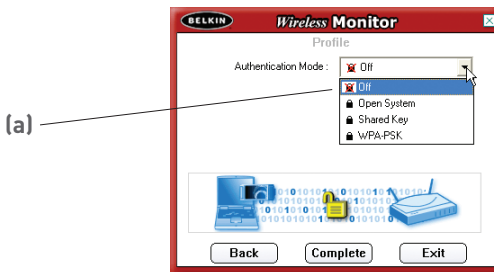 BELKIN Wireless Monitor
Profile
Authentication Mode : Off
Off
(a)
Open System
Shared Key
WPA-PSK
Back Complete Exit